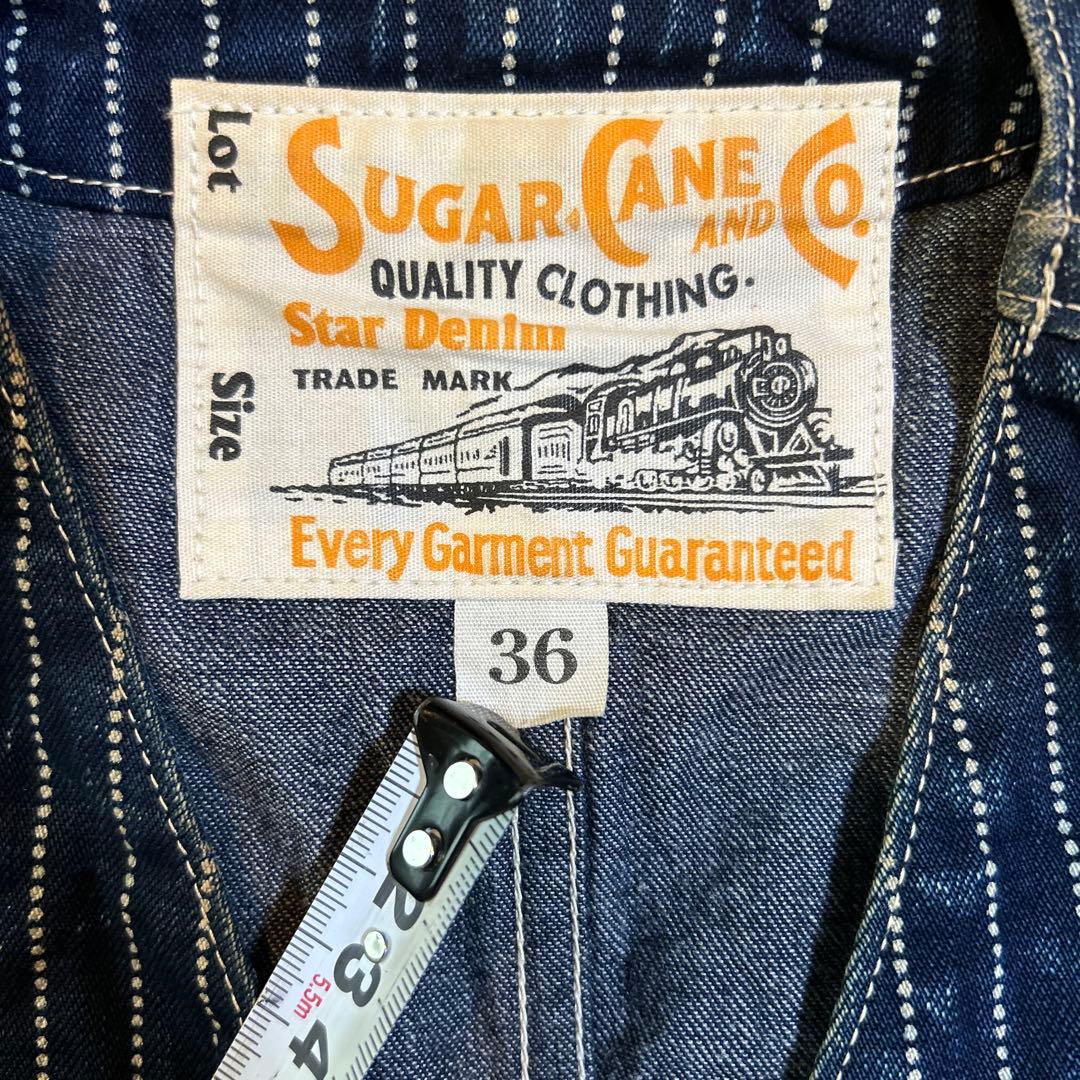 Lot
SUGAR·CANE AND CO.
QUALITY CLOTHING.
Star Denim
TRADE MARK
Size
Every Garment Guaranteed
36
2
3
5.5m
4